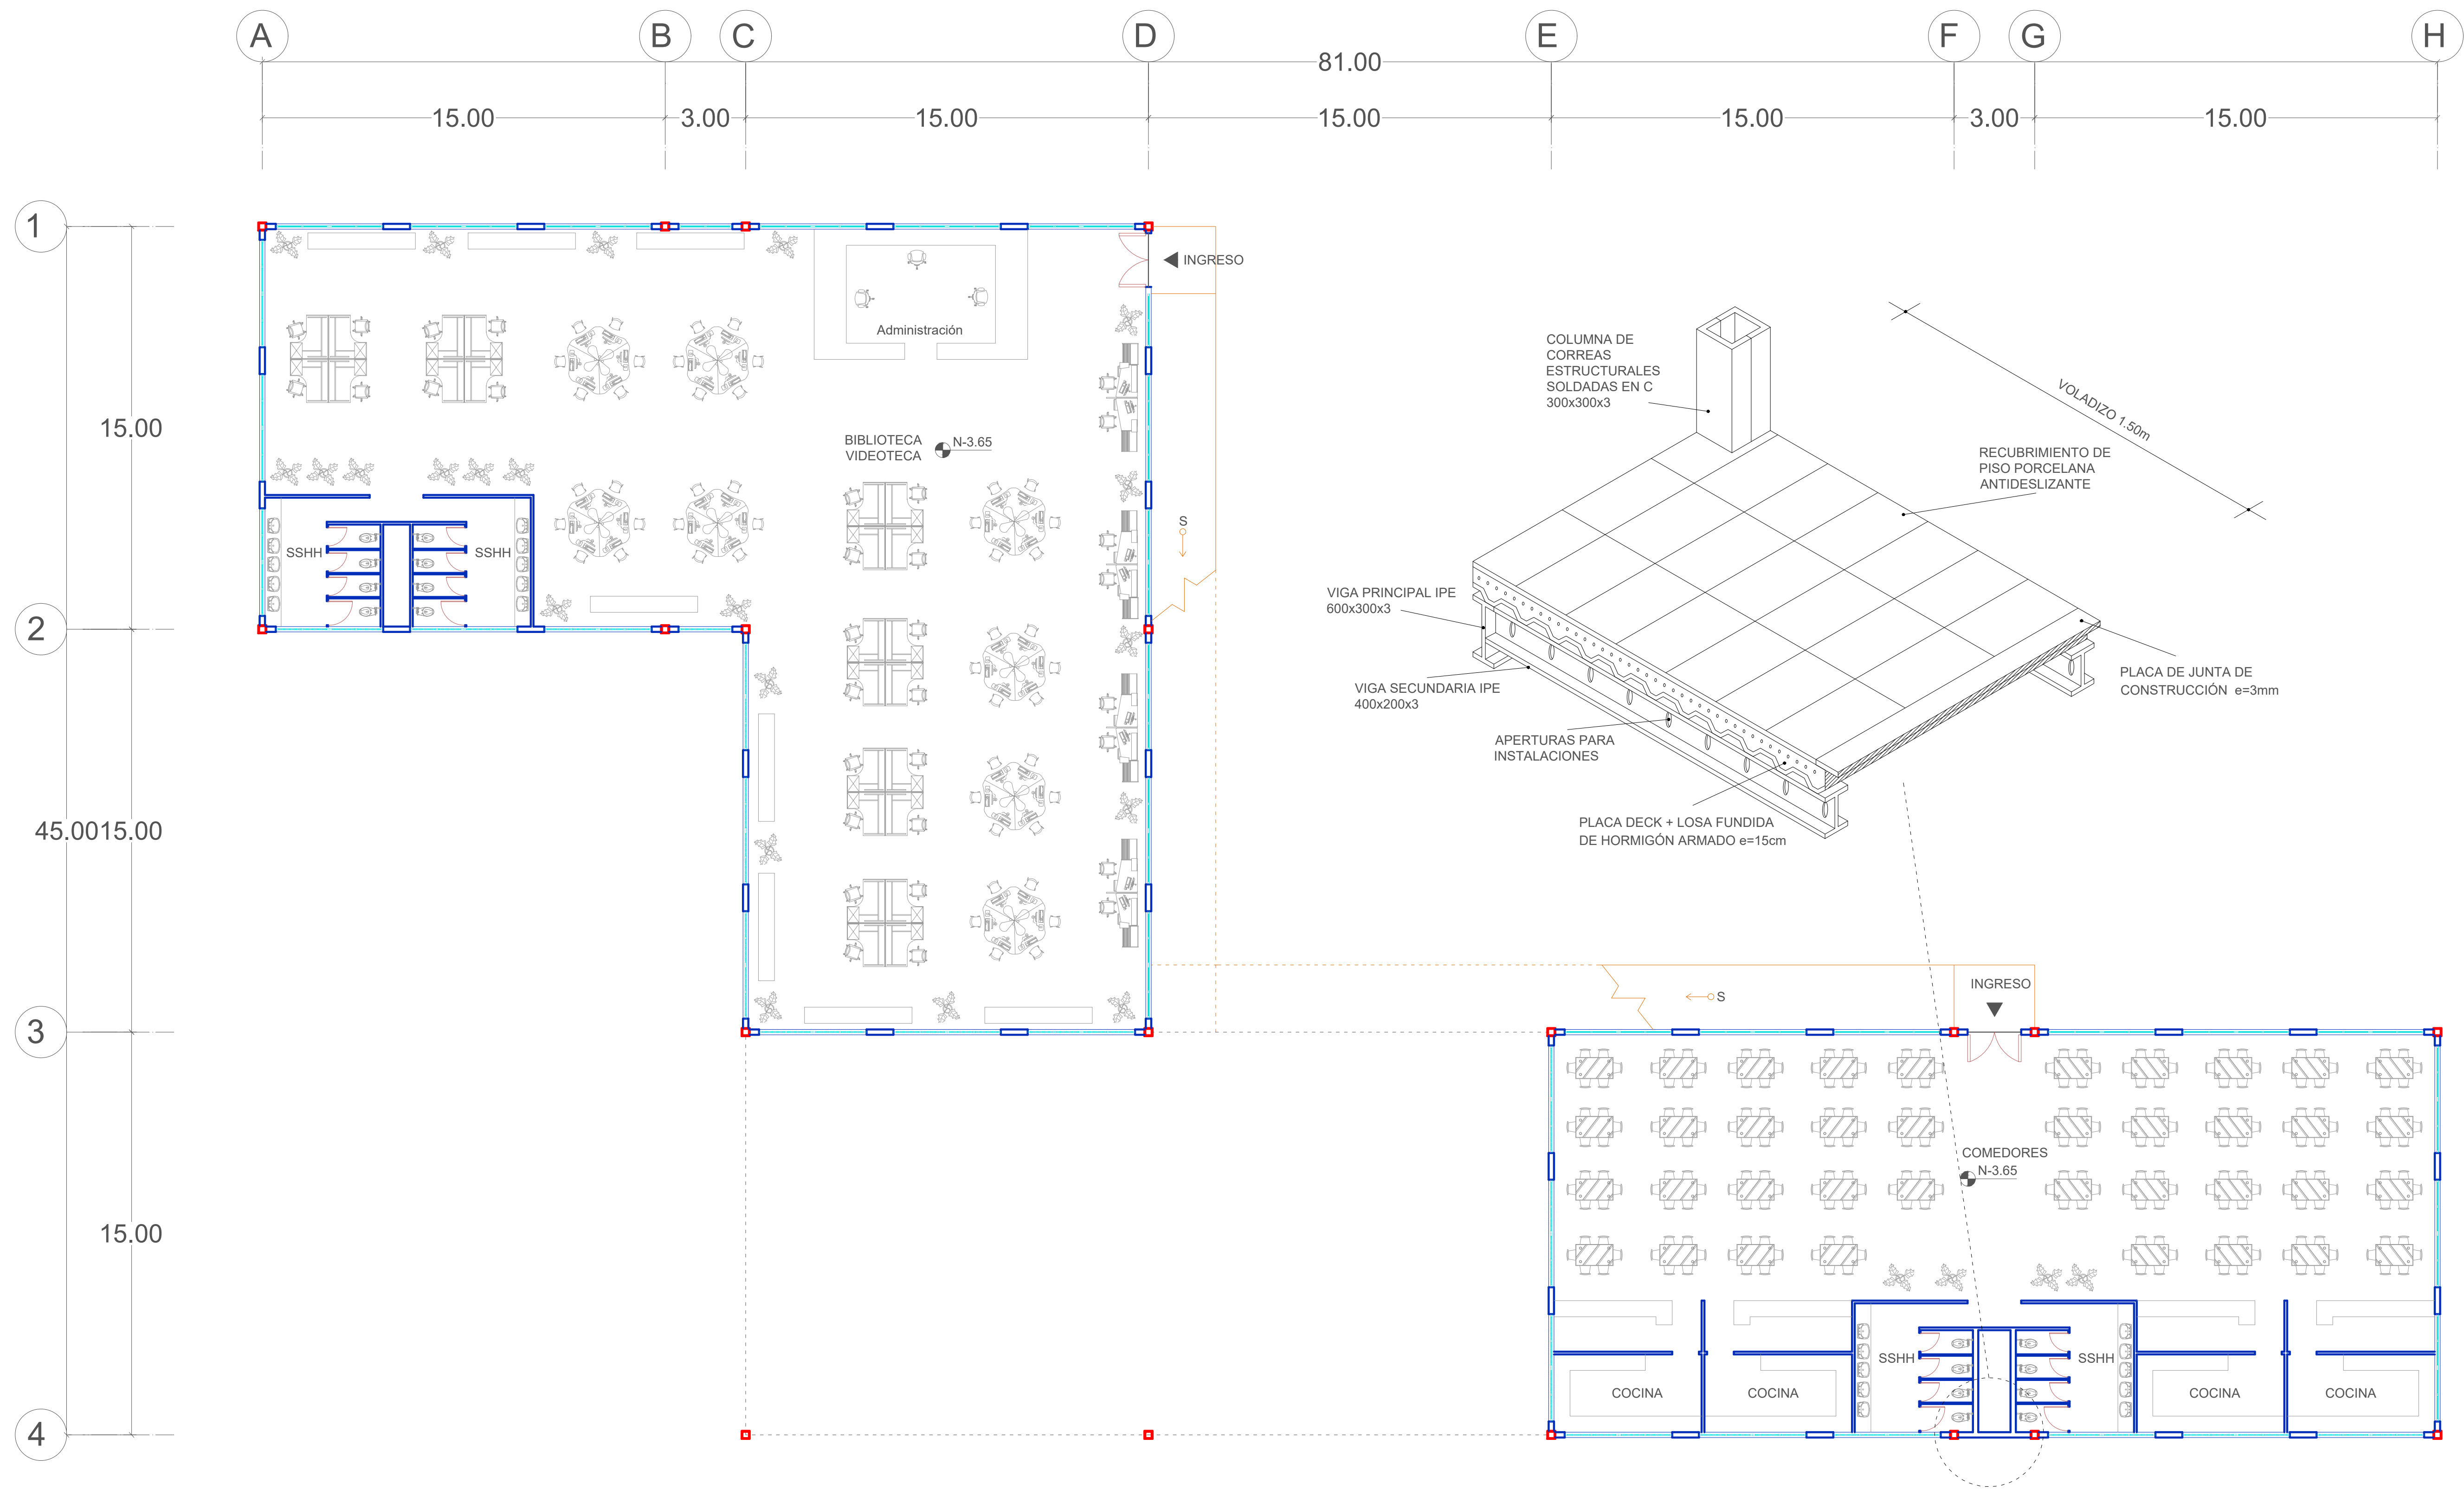 A B C D E F G H
81.00
15.00 3.00 15.00 15.00 15.00 3.00 15.00
1
INGRESO
Administración
COLUMNA DE
CORREAS
ESTRUCTURALES
SOLDADAS EN C
300x300x3
VOLADIZO 1.50m
15.00
BIBLIOTECA
VIDEOTECA
N-3.65
RECUBRIMIENTO DE
PISO PORCELANA
ANTIDESLIZANTE
S
SSHH SSHH
VIGA PRINCIPAL IPE
600x300x3
2
PLACA DE JUNTA DE
CONSTRUCCIÓN e=3mm
VIGA SECUNDARIA IPE
400x200x3
APERTURAS PARA
INSTALACIONES
45.00 15.00
PLACA DECK + LOSA FUNDIDA
DE HORMIGÓN ARMADO e=15cm
INGRESO
S
3
COMEDORES
N-3.65
15.00
SSHH SSHH
COCINA COCINA COCINA COCINA
4